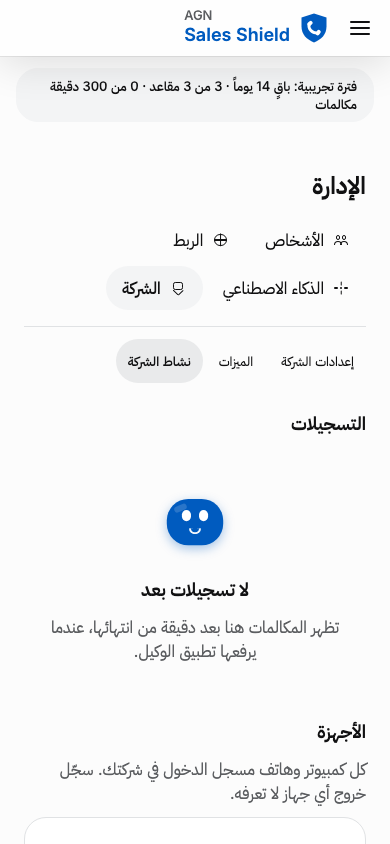 AGN
Sales Shield
فترة تجريبية: باقٍ 14 يوماً · 3 من 3 مقاعد · 0 من 300 دقيقة
مكالمات
الإدارة
الأشخاص
الربط
الذكاء الاصطناعي
الشركة
إعدادات الشركة
الميزات
نشاط الشركة
التسجيلات
لا تسجيلات بعد
تظهر المكالمات هنا بعد دقيقة من انتهائها، عندما
يرفعها تطبيق الوكيل.
الأجهزة
كل كمبيوتر وهاتف مسجل الدخول في شركتك. سجّل
خروج أي جهاز لا تعرفه.